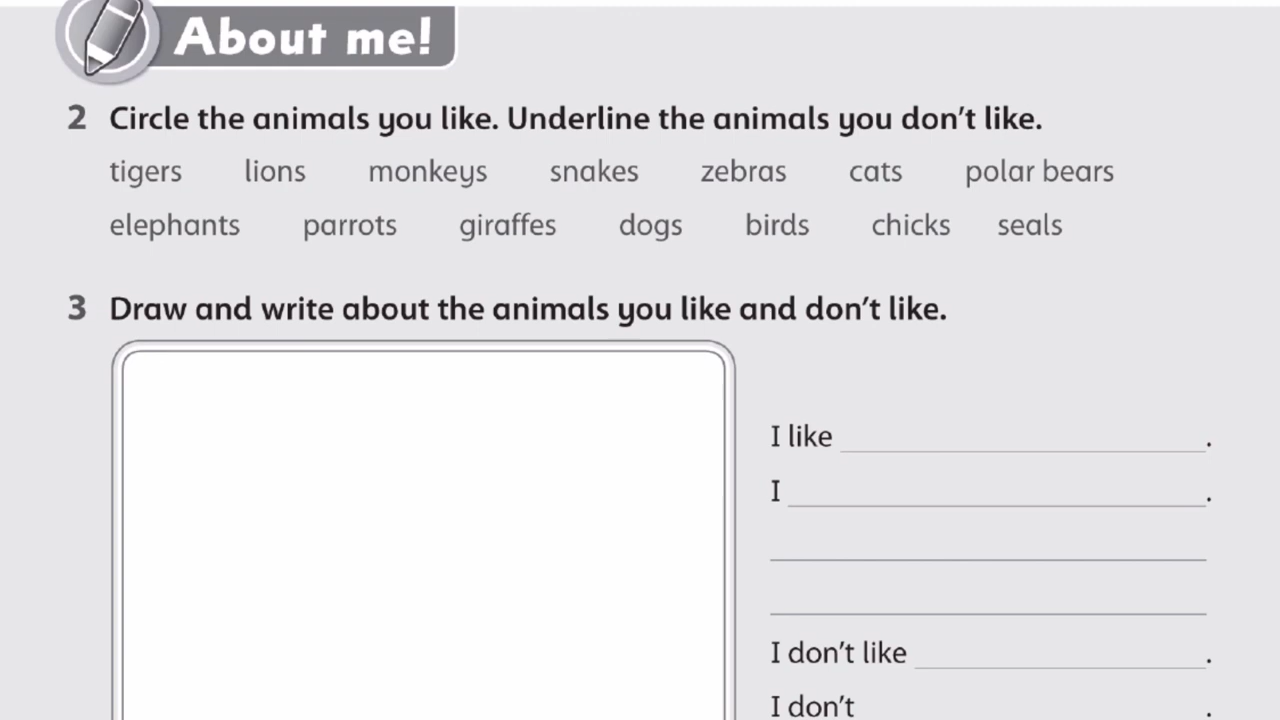 About me!
2 Circle the animals you like. Underline the animals you don't like.
tigers lions monkeys snakes zebras cats polar bears
elephants parrots giraffes dogs birds chicks seals
3 Draw and write about the animals you like and don't like.
I like .
I .
I don't like .
I don't .